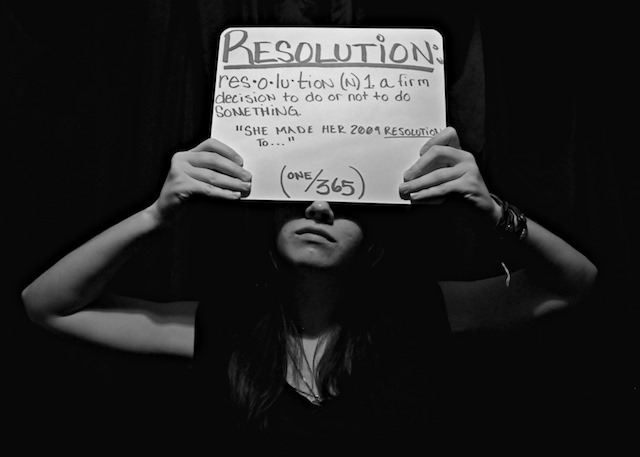 RESOLUTION:
res·o·lu·tion (N) 1. a firm
decision to do or not to do
SOMETHING.
"SHE MADE HER 2009 RESOLUTION
TO..."
(ONE/365)